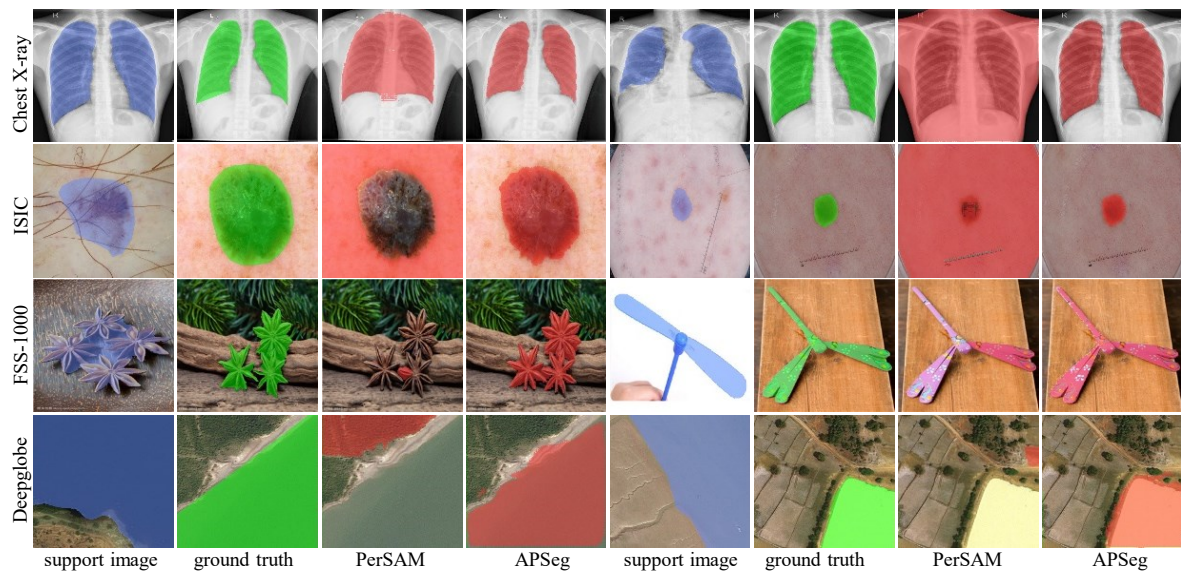 Chest X-ray
ISIC
FSS-1000
Deepglobe
support image ground truth PerSAM APSeg support image ground truth PerSAM APSeg